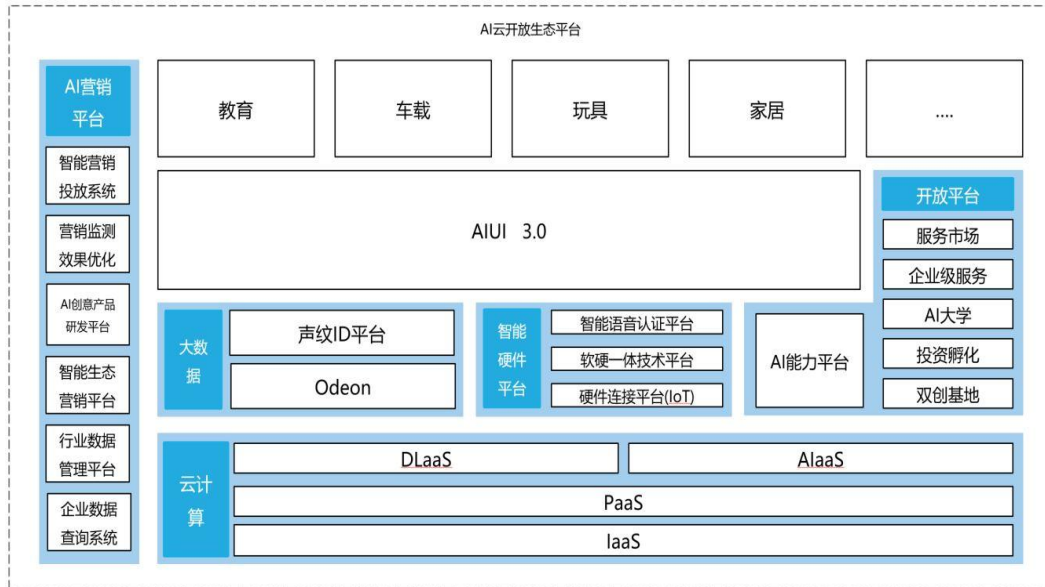 AI云开放生态平台
AI营销
平台
智能营销
投放系统
营销监测
效果优化
AI创意产品
研发平台
智能生态
营销平台
行业数据
管理平台
企业数据
查询系统
教育
车载
玩具
家居
....
AIUI 3.0
开放平台
服务市场
企业级服务
AI大学
投资孵化
双创基地
大数
据
声纹ID平台
Odeon
智能
硬件
平台
智能语音认证平台
软硬一体技术平台
硬件连接平台(IoT)
AI能力平台
云计
算
DLaaS
AIaaS
PaaS
IaaS